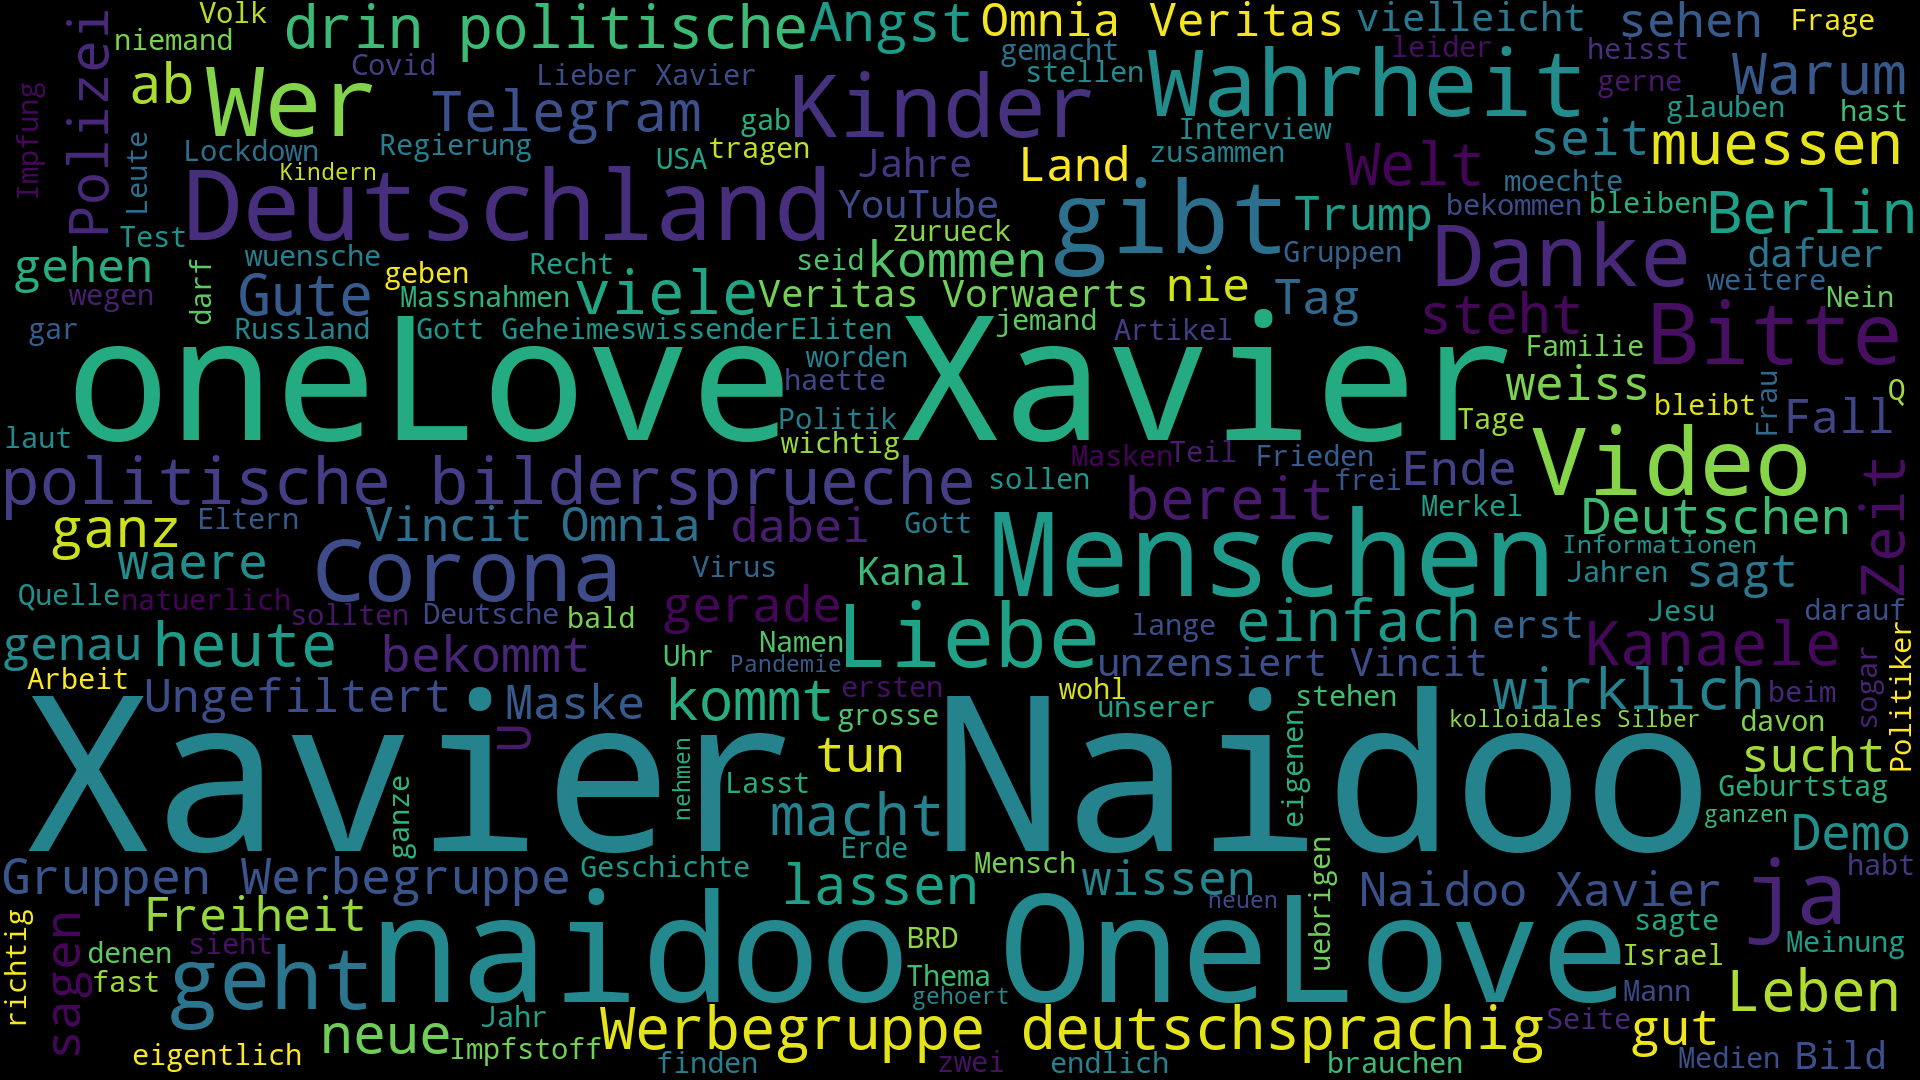 Volk drin politische Angst Omnia Veritas vielleicht sehen Frage
niemand Polizei gemacht leider heisst
ab Wer Covid Lieber Xavier Kinder stellen Wahrheit gerne Warum
Impfung Telegram gab glauben hast
Lockdown Regierung USA tragen Interview seit muessen
Leute Kindern Jahre Land zusammen Welt moechte
Deutschland YouTube gibt Trump bekommen bleiben Berlin
Test zurueck Gruppen Danke dafuer
gehen wuensche geben Recht seid kommen weitere
wegen darf Gute Massnahmen viele Veritas Vorwaerts nie Tag steht Nein
gar Russland Gott Geheimeswissender Eliten jemand Artikel Bitte
oneLove Xavier worden Familie
haette weiss Q
laut Politik Tage bleibt Frau Fall
wichtig Video
politische bildersprueche Masken Teil Frieden Ende
sollen bereit frei Zeit
ganz Eltern Vincit Omnia dabei Gott Merkel Deutschen
waere Corona Virus Kanal Menschen Informationen
Jahren sagt
Quelle natuerlich sollten Deutsche bald gerade Liebe lange einfach erst Jesu darauf
genau heute bekommt Uhr Namen Kanaele
Arbeit Pandemie unzensiert Vincit Politiker
Ungefiltert Maske kommt ersten wohl stehen wirklich beim sogar
U grosse unserer kolloidales Silber davon
Xavier Naidoo tun sucht
ganze nehmen Lasst eigenen Geburtstag
macht ganzen Demo
Gruppen Werbegruppe Geschichte Erde Mensch wissen uebrigen Naidoo Xavier ja habt
lassen neuen
richtig sagen Freiheit naidoo BRD OneLove sagte
denen sieht Israel Meinung
fast geht Thema Mann Leben
gehoert
neue Jahr Werbegruppe deutschsprachig Seite gut
eigentlich Impfstoff
finden zwei endlich brauchen Medien Bild